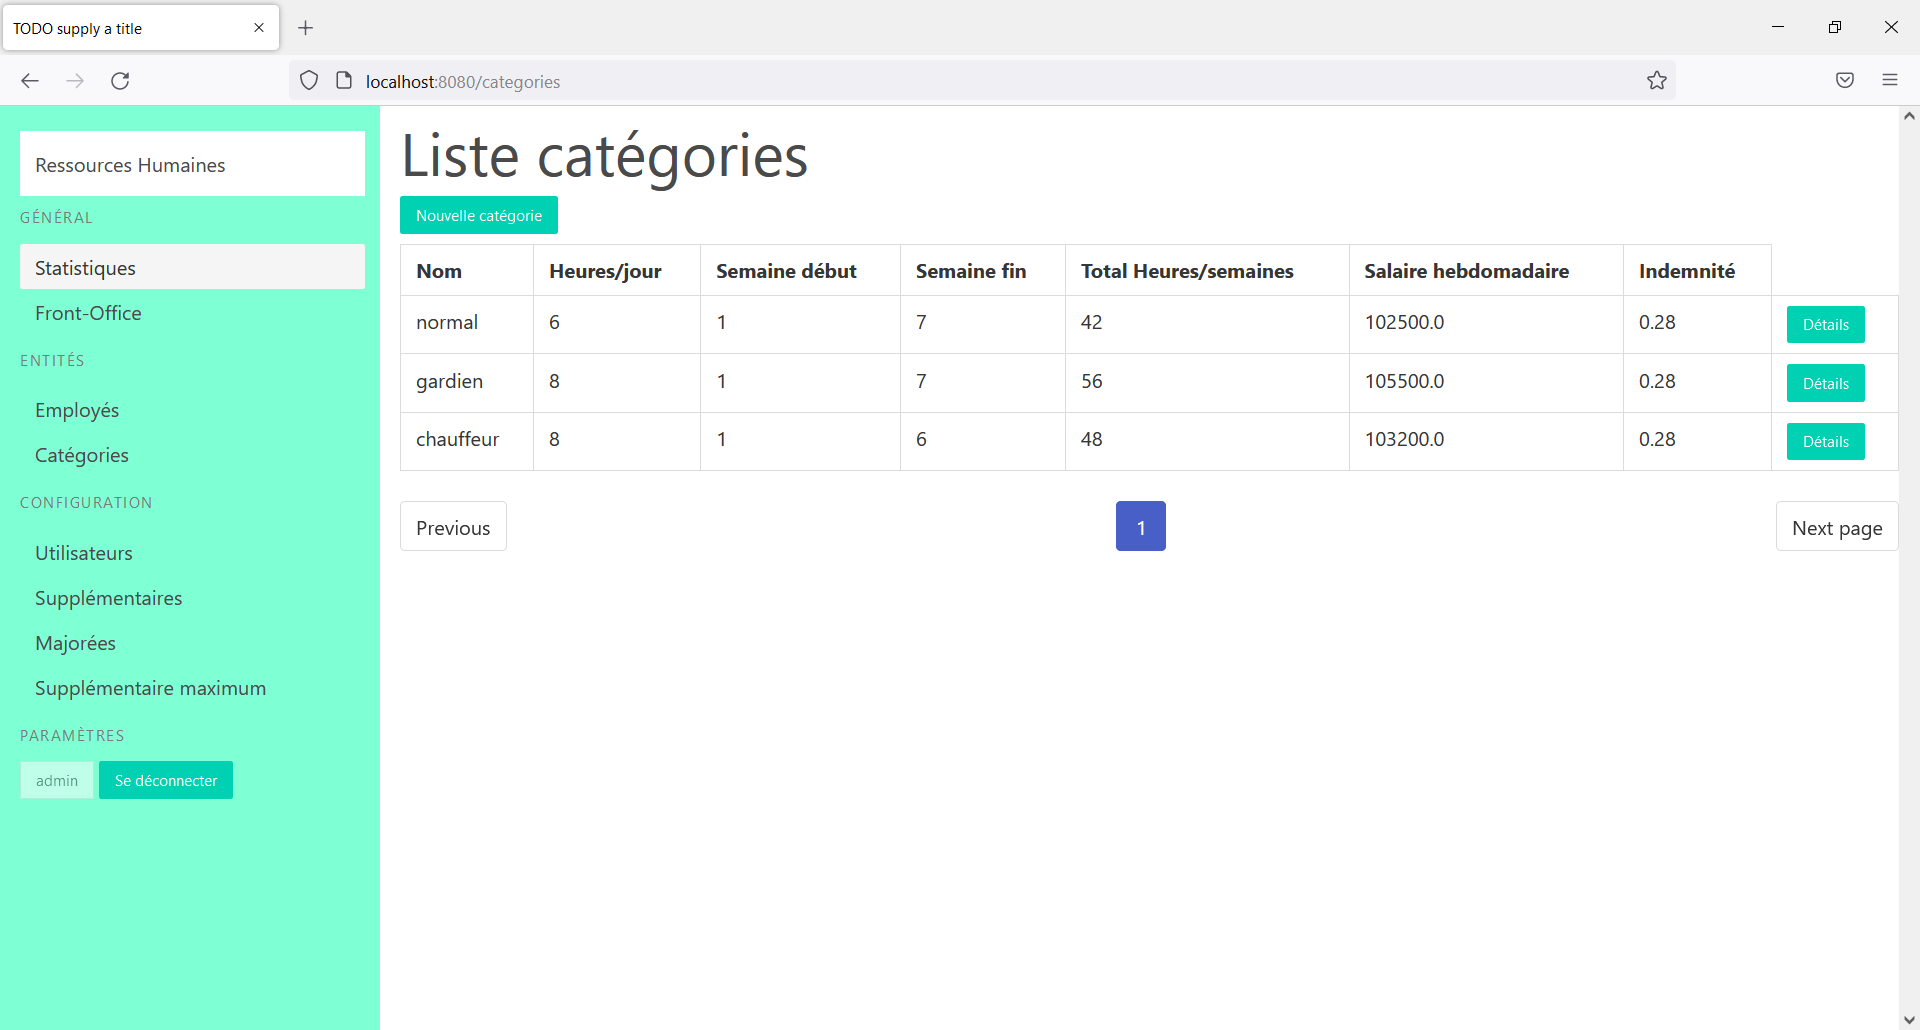 TODO supply a title
localhost:8080/categories
Ressources Humaines
GÉNÉRAL
Statistiques
Front-Office
ENTITÉS
Employés
Catégories
CONFIGURATION
Utilisateurs
Supplémentaires
Majorées
Supplémentaire maximum
PARAMÈTRES
admin Se déconnecter
Liste catégories
Nouvelle catégorie
Nom Heures/jour Semaine début Semaine fin Total Heures/semaines Salaire hebdomadaire Indemnité
normal 6 1 7 42 102500.0 0.28 Détails
gardien 8 1 7 56 105500.0 0.28 Détails
chauffeur 8 1 6 48 103200.0 0.28 Détails
Previous 1 Next page